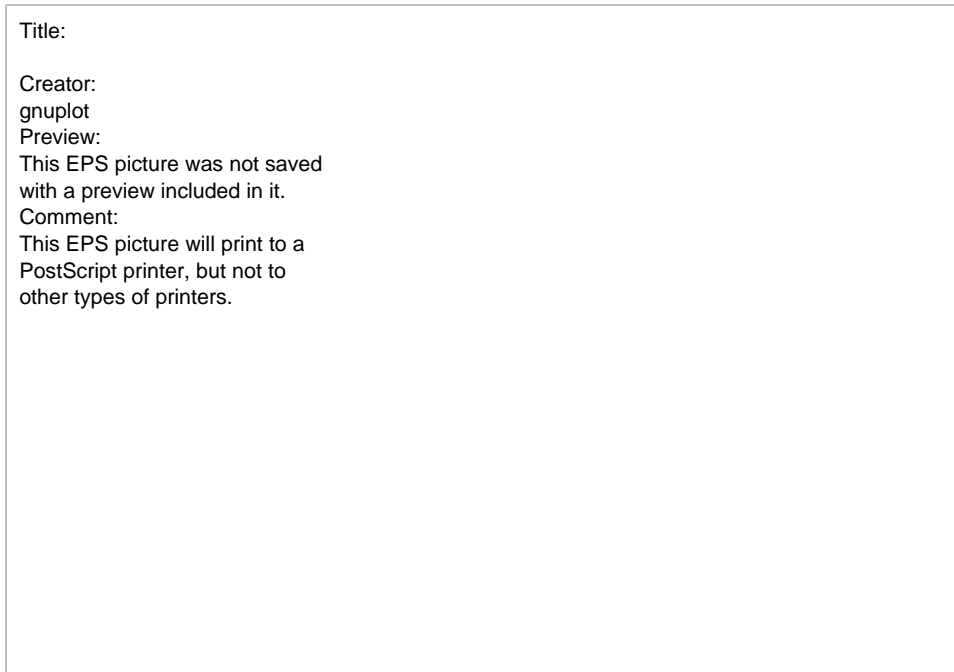 Title:
Creator:
gnuplot
Preview:
This EPS picture was not saved
with a preview included in it.
Comment:
This EPS picture will print to a
PostScript printer, but not to
other types of printers.